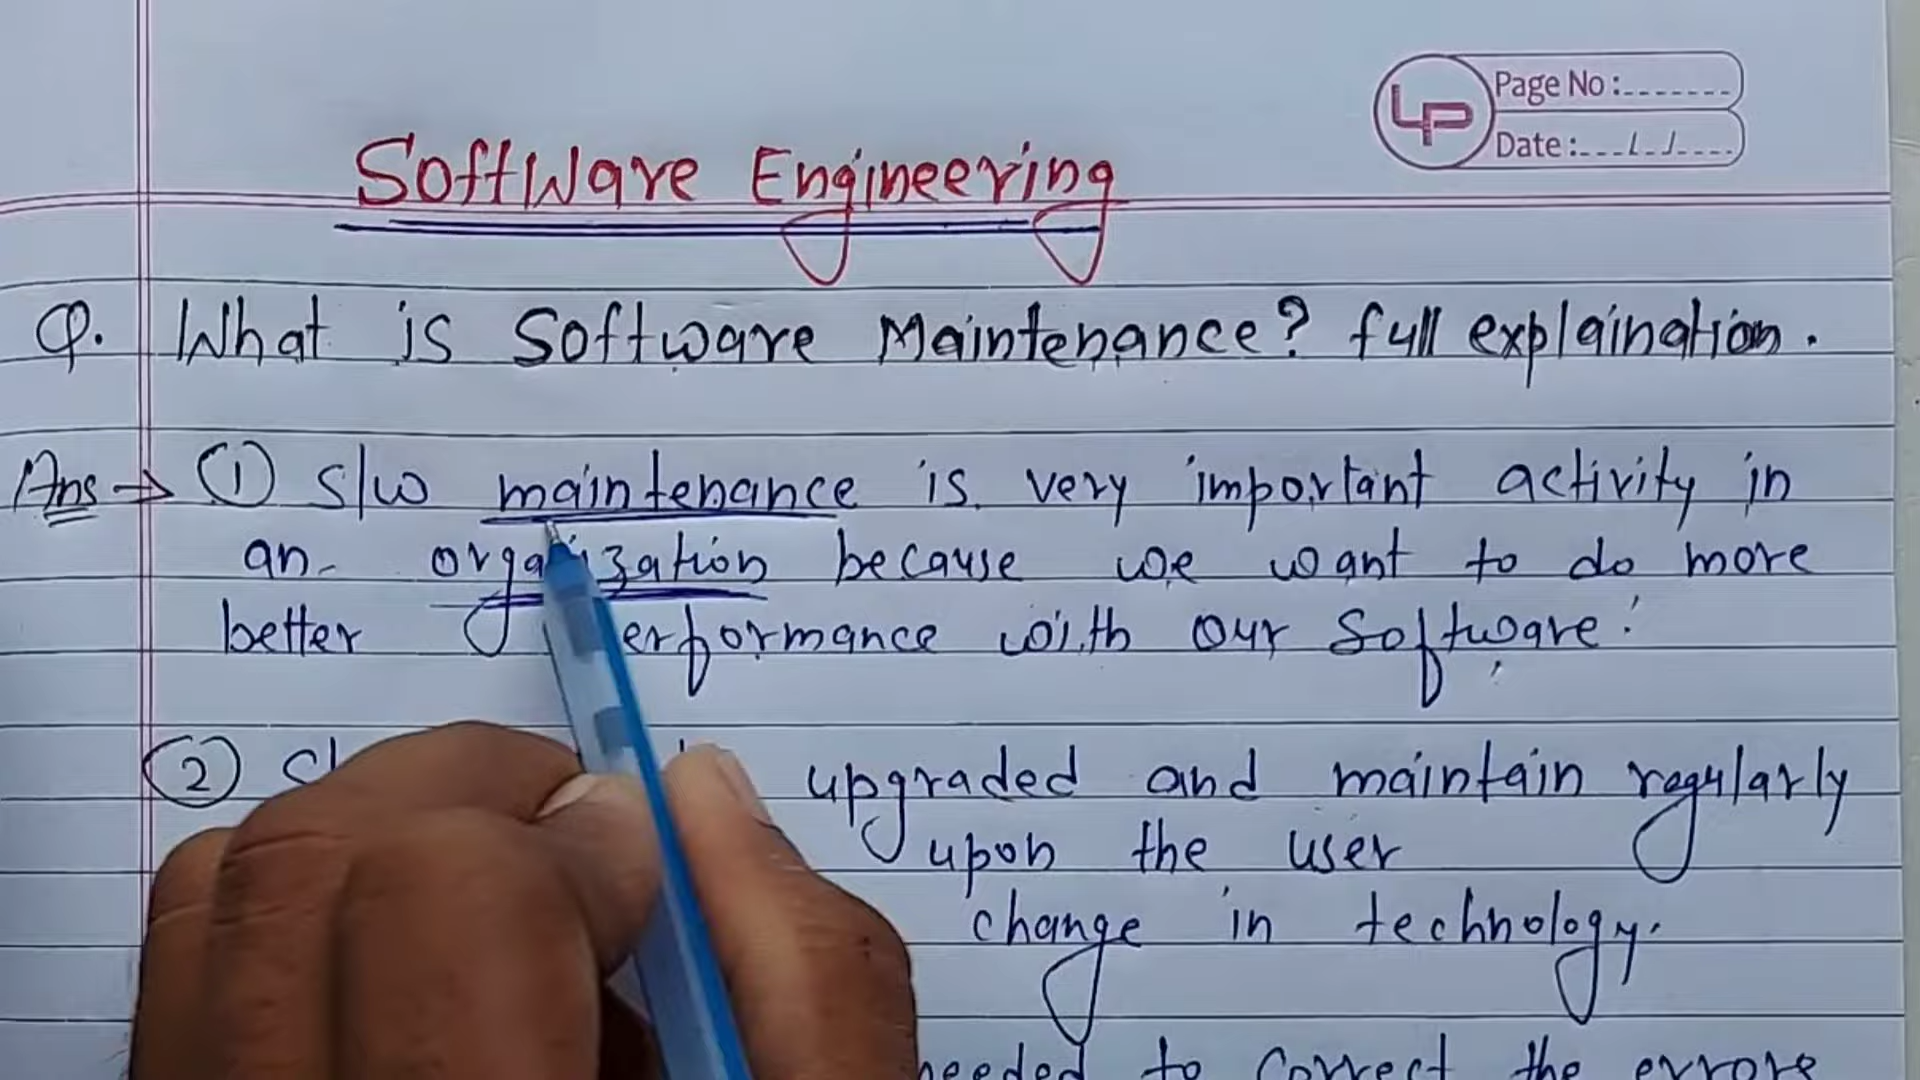 LP
Page No :
Date :
Software Engineering
Q. What is Software Maintenance? full explaination.
Ans → ① S/W maintenance is very important activity in
an organization because we want to do more
better performance with our Software.
② upgraded and maintain regularly
upon the user
change in technology.
needed to correct the errors